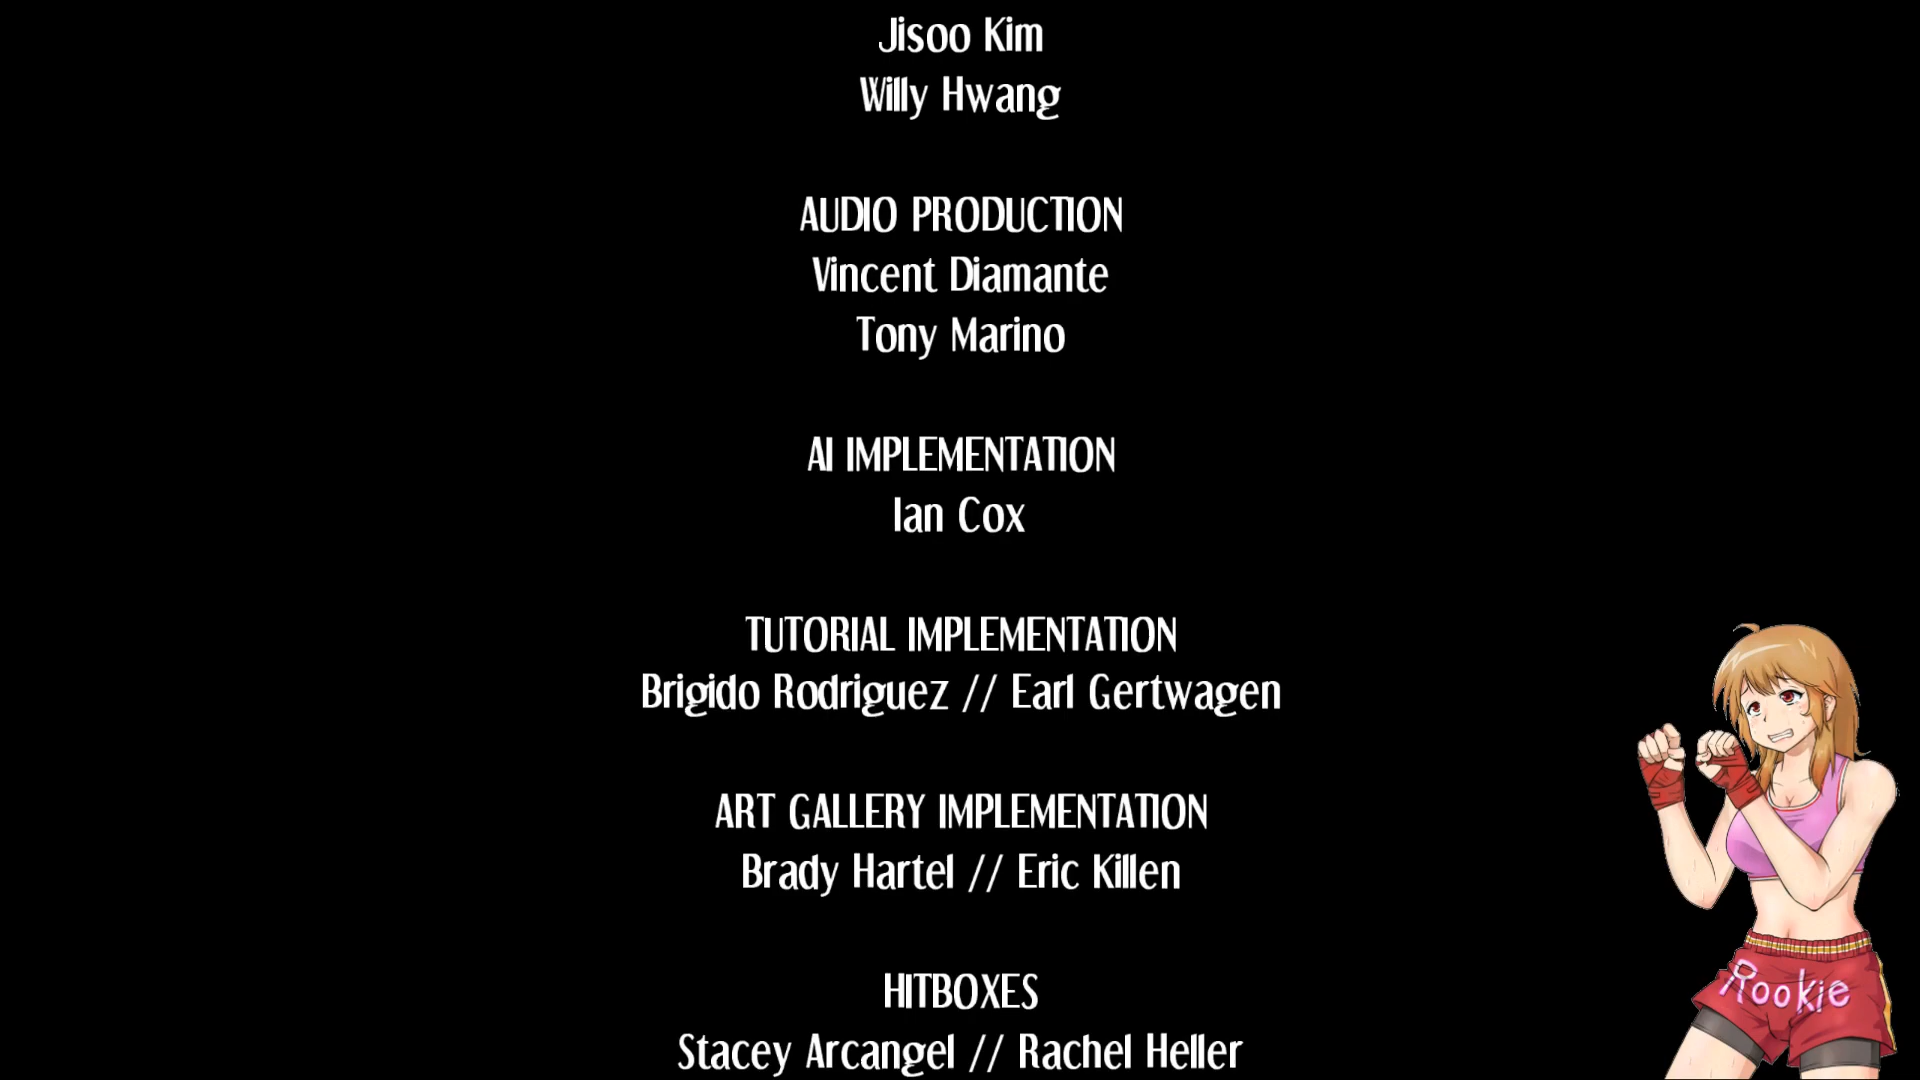 Jisoo Kim
Willy Hwang
AUDIO PRODUCTION
Vincent Diamante
Tony Marino
AI IMPLEMENTATION
Ian Cox
TUTORIAL IMPLEMENTATION
Brigido Rodriguez // Earl Gertwagen
ART GALLERY IMPLEMENTATION
Brady Hartel // Eric Killen
HITBOXES
Stacey Arcangel // Rachel Heller
Rookie